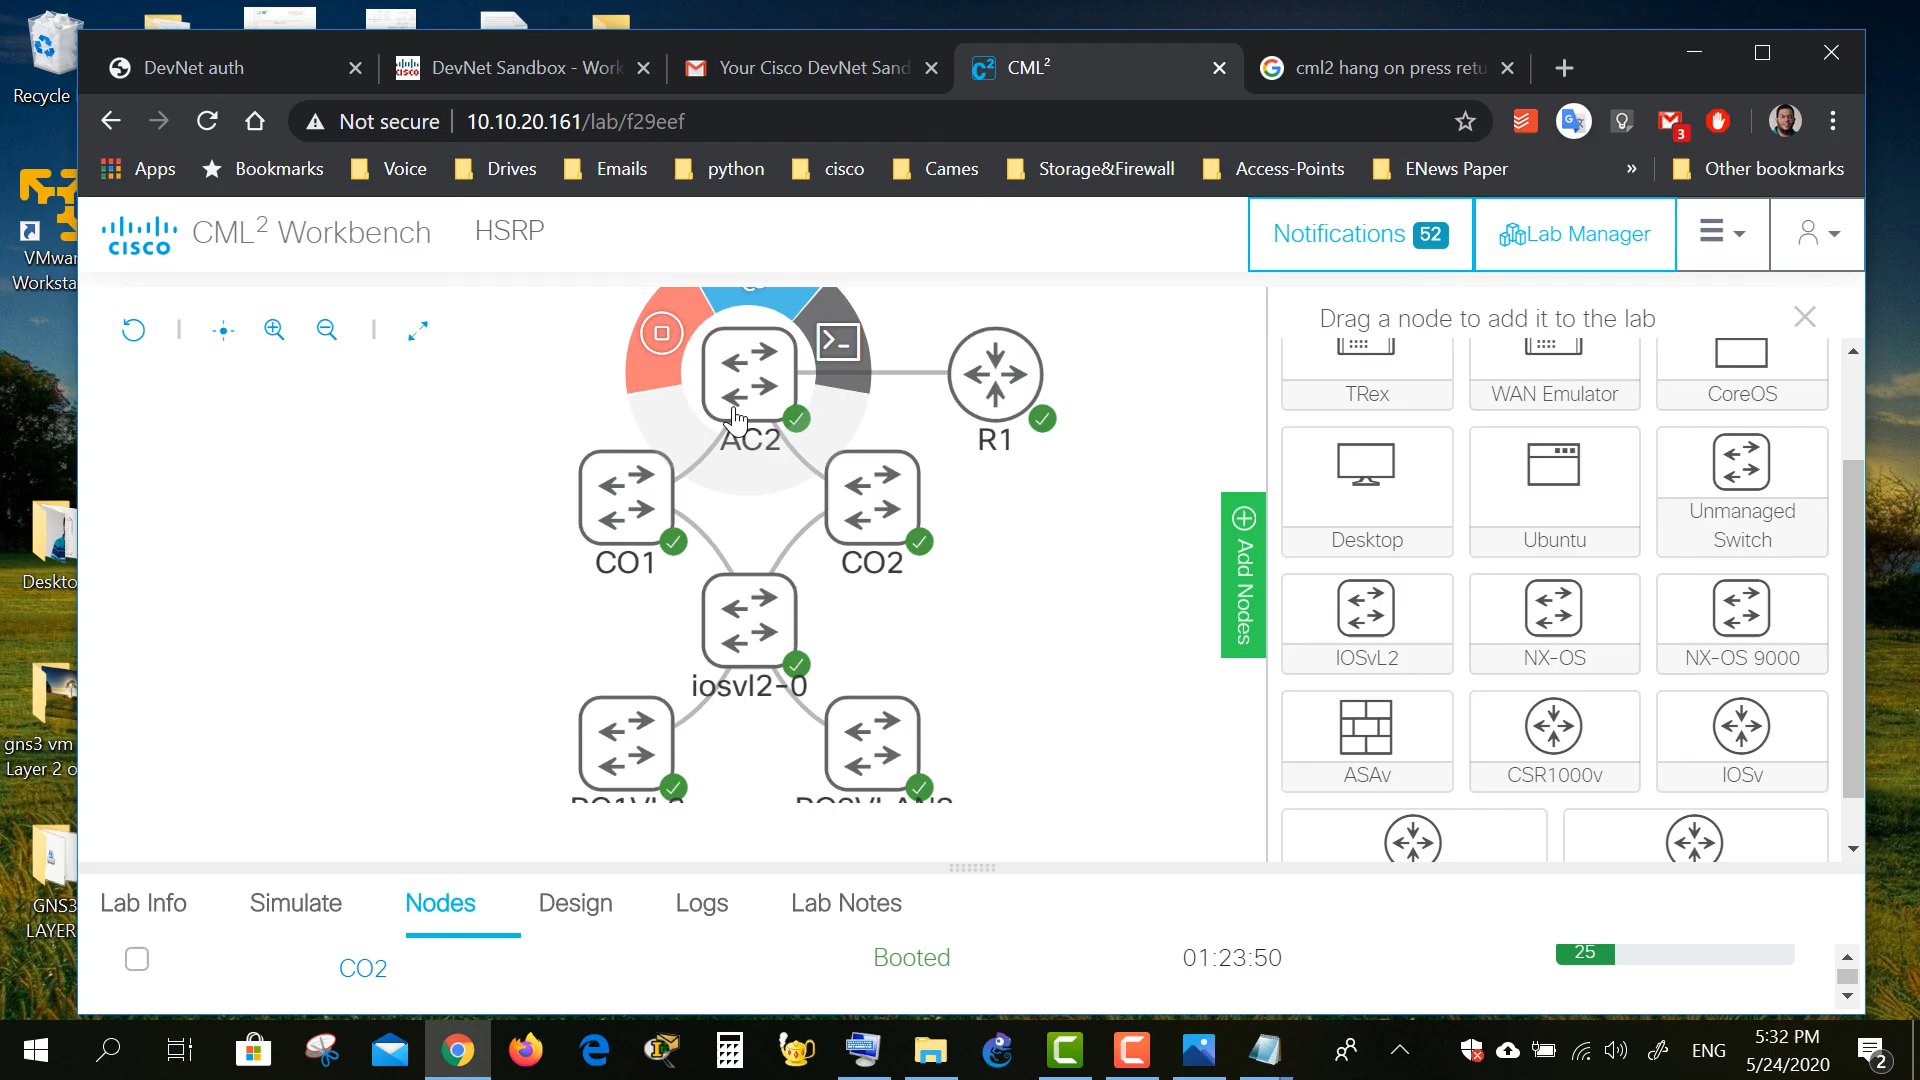 DevNet auth
DevNet Sandbox - Work
Your Cisco DevNet Sand
CML²
cml2 hang on press retu
Not secure
10.10.20.161/lab/f29eef
3
Apps
Bookmarks
Voice
Drives
Emails
python
cisco
Cames
Storage&Firewall
Access-Points
ENews Paper
»
Other bookmarks
Recycle
VMwar
Worksta
Deskto
gns3 vm
Layer 2 o
GNS3
LAYER
CISCO
CML² Workbench
HSRP
Notifications 52
Lab Manager
AC2
R1
CO1
CO2
iosvl2-0
Drag a node to add it to the lab
TRex
WAN Emulator
CoreOS
Desktop
Ubuntu
Unmanaged
Switch
IOSvL2
NX-OS
NX-OS 9000
ASAv
CSR1000v
IOSv
Add Nodes
Lab Info
Simulate
Nodes
Design
Logs
Lab Notes
CO2
Booted
01:23:50
25
ENG
5:32 PM
5/24/2020
2